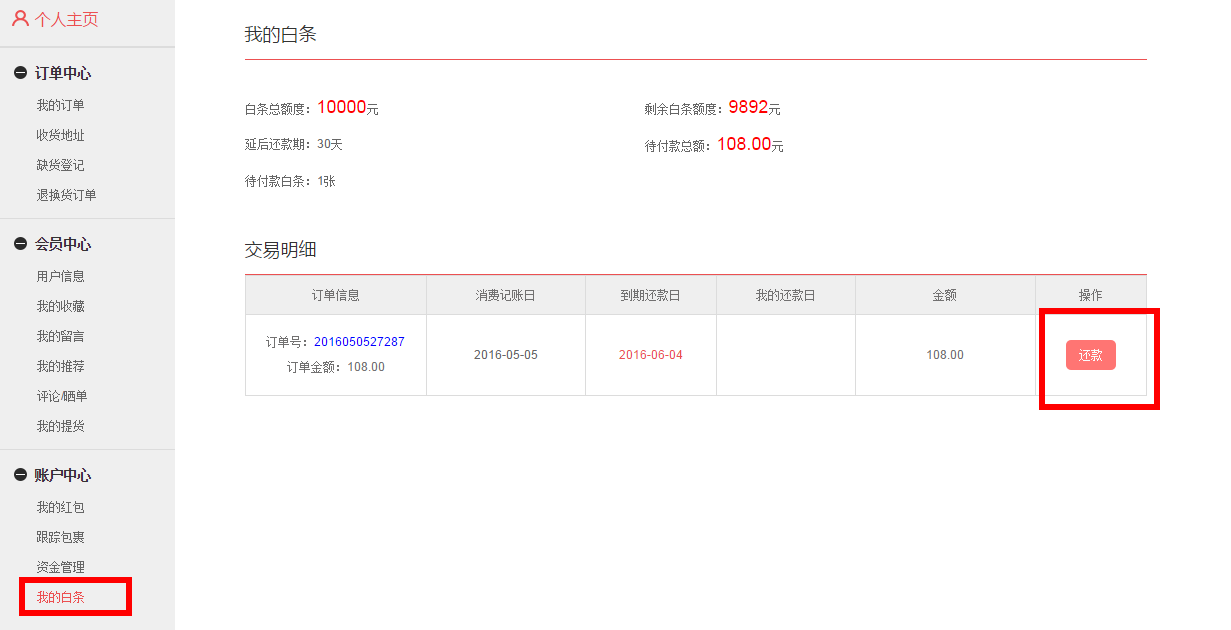 个人主页
订单中心
我的订单
收货地址
缺货登记
退换货订单
会员中心
用户信息
我的收藏
我的留言
我的推荐
评论/晒单
我的提货
账户中心
我的红包
跟踪包裹
资金管理
我的白条
我的白条
白条总额度：10000元 剩余白条额度：9892元
延后还款期：30天 待付款总额：108.00元
待付款白条：1张
交易明细
订单信息 消费记账日 到期还款日 我的还款日 金额 操作
订单号：2016050527287
订单金额：108.00 2016-05-05 2016-06-04 108.00 还款